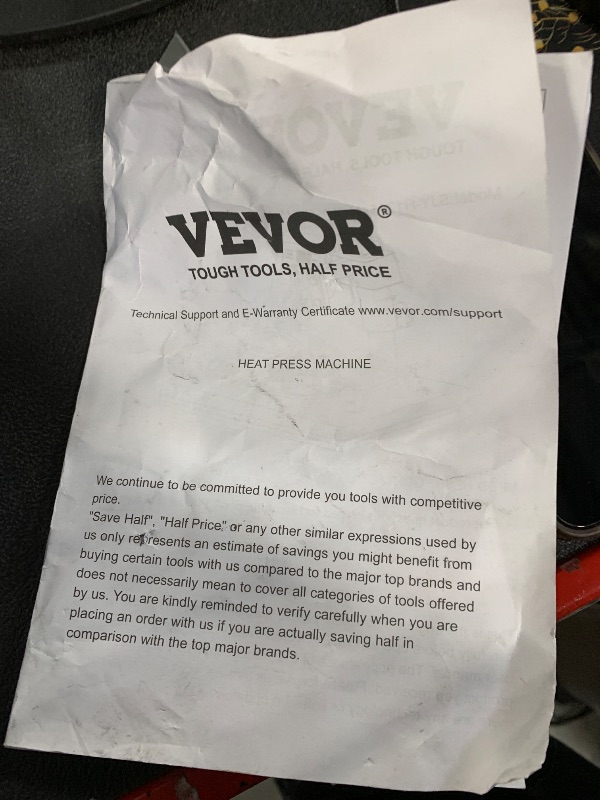 VEVOR®
TOUGH TOOLS, HALF PRICE
Technical Support and E-Warranty Certificate www.vevor.com/support
HEAT PRESS MACHINE
We continue to be committed to provide you tools with competitive
price.
"Save Half", "Half Price," or any other similar expressions used by
us only represents an estimate of savings you might benefit from
buying certain tools with us compared to the major top brands and
does not necessarily mean to cover all categories of tools offered
by us. You are kindly reminded to verify carefully when you are
placing an order with us if you are actually saving half in
comparison with the top major brands.